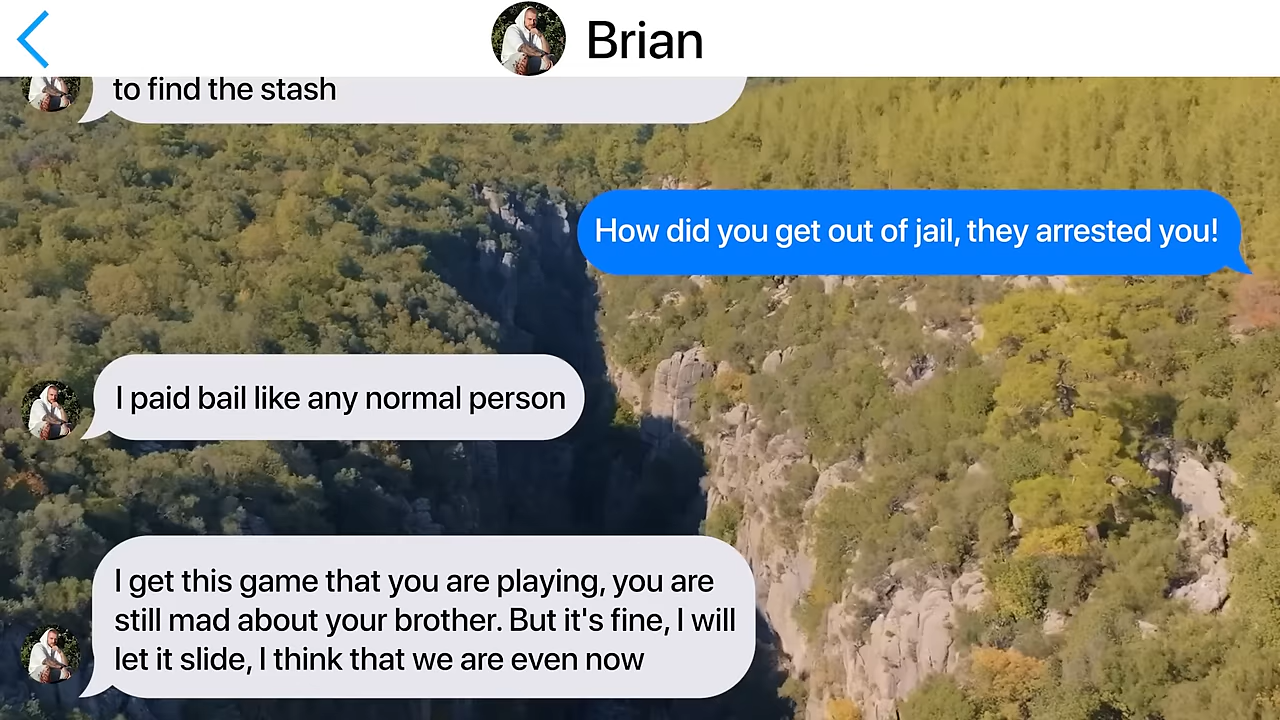 Brian
to find the stash
How did you get out of jail, they arrested you!
I paid bail like any normal person
I get this game that you are playing, you are
still mad about your brother. But it's fine, I will
let it slide, I think that we are even now